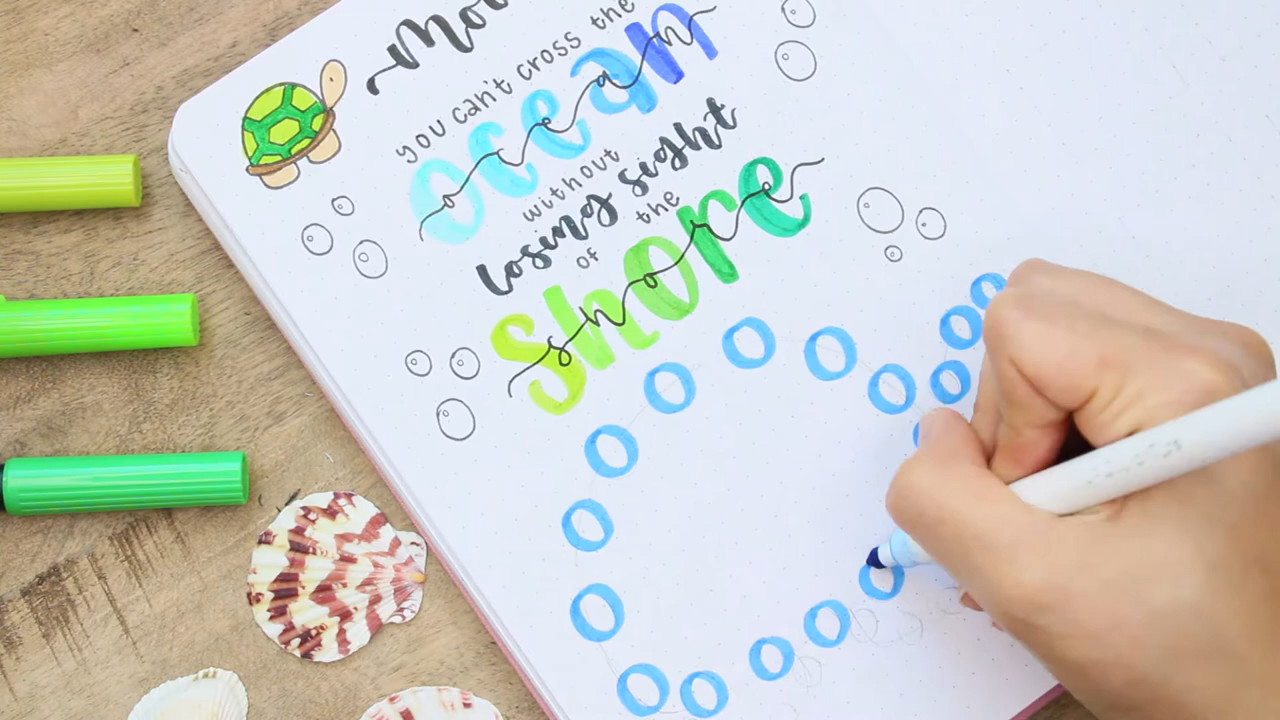 you can't cross the
ocean
without
losing sight
of the
shore